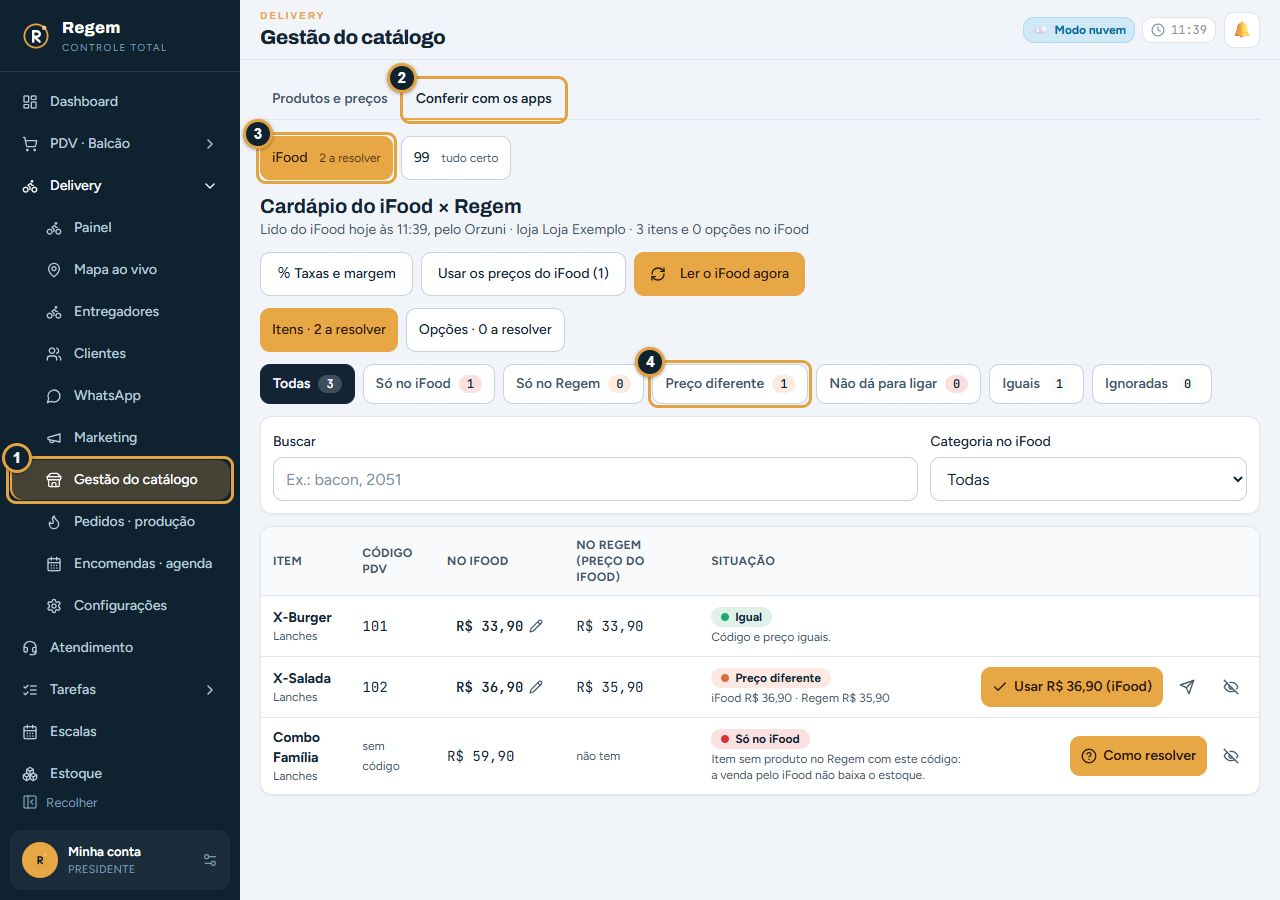 Regem
CONTROLE TOTAL
Dashboard
PDV · Balcão
Delivery
Painel
Mapa ao vivo
Entregadores
Clientes
WhatsApp
Marketing
1
Gestão do catálogo
Pedidos · produção
Encomendas · agenda
Configurações
Atendimento
Tarefas
Escalas
Estoque
Recolher
R
Minha conta
PRESIDENTE
DELIVERY
Gestão do catálogo
Modo nuvem
11:39
2
Produtos e preços
Conferir com os apps
3
iFood 2 a resolver
99 tudo certo
Cardápio do iFood × Regem
Lido do iFood hoje às 11:39, pelo Orzuni · loja Loja Exemplo · 3 itens e 0 opções no iFood
% Taxas e margem
Usar os preços do iFood (1)
Ler o iFood agora
Itens · 2 a resolver
Opções · 0 a resolver
4
Todas 3
Só no iFood 1
Só no Regem 0
Preço diferente 1
Não dá para ligar 0
Iguais 1
Ignoradas 0
Buscar
Ex.: bacon, 2051
Categoria no iFood
Todas
ITEM
CÓDIGO
PDV
NO IFOOD
NO REGEM
(PREÇO DO
IFOOD)
SITUAÇÃO
X-Burger
Lanches
101
R$ 33,90
R$ 33,90
Igual
Código e preço iguais.
X-Salada
Lanches
102
R$ 36,90
R$ 35,90
Preço diferente
iFood R$ 36,90 · Regem R$ 35,90
Usar R$ 36,90 (iFood)
Combo
Família
Lanches
sem
código
R$ 59,90
não tem
Só no iFood
Item sem produto no Regem com este código:
a venda pelo iFood não baixa o estoque.
Como resolver